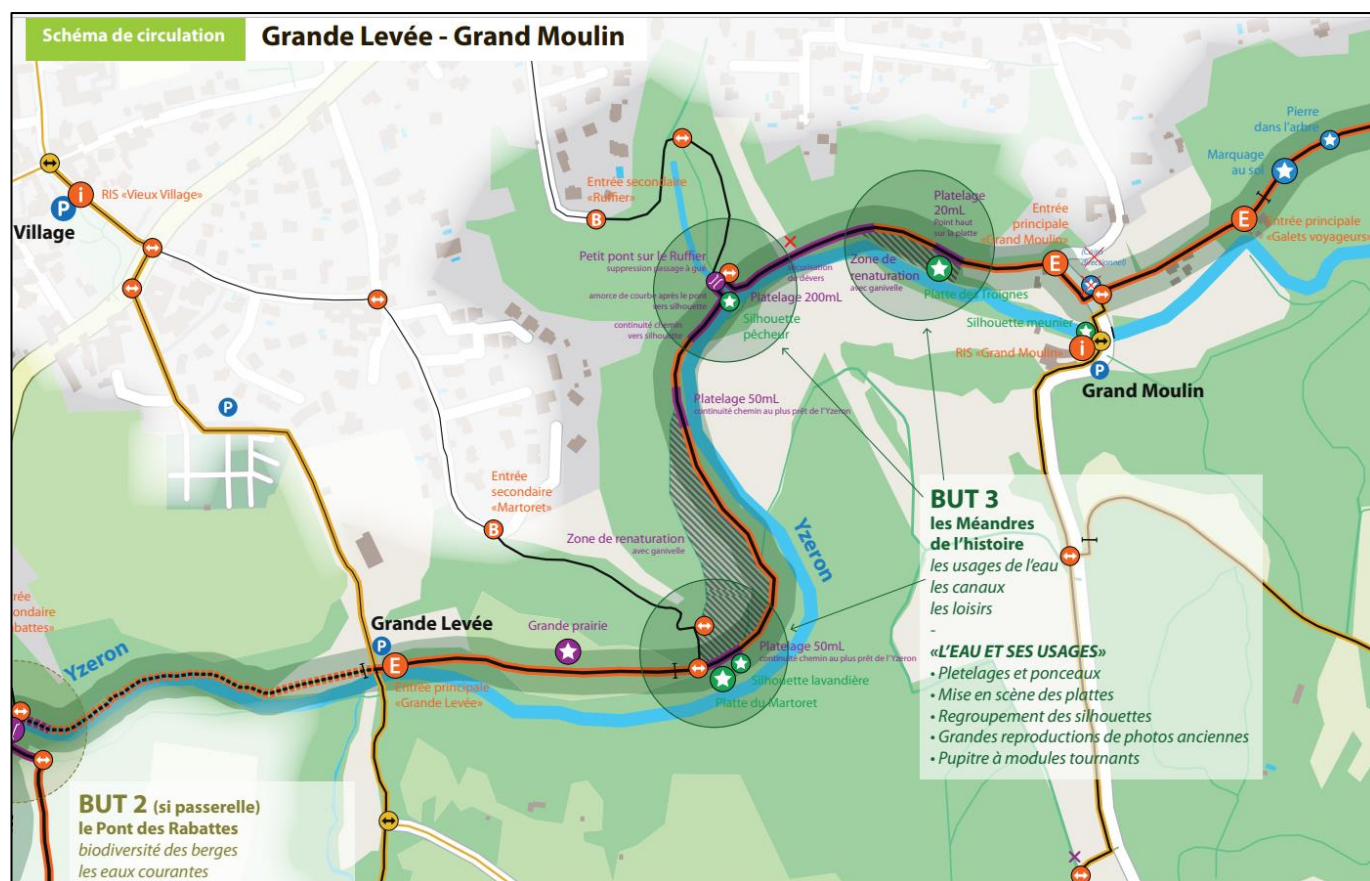 Schéma de circulation
Grande Levée - Grand Moulin
Pierre
dans l'arbre
Marquage
au sol
RIS «Vieux Village»
P
Village
Entrée secondaire
«Ruffier»
B
Platelage
20mL
Point haut
sur la platte
Entrée
principale
«Grand Moulin»
E
E
Entrée principale
«Galets voyageurs»
Petit pont sur le Ruffier
suppression passage à gué
amorce de courbe après le pont
vers silhouette
continuité chemin
vers silhouette
Platelage 200mL
Silhouette
pêcheur
sécurisation
du dévers
Zone de
renaturation
avec ganivelle
Platte des Troignes
Silhouette meunier
i
RIS «Grand Moulin»
P
Grand Moulin
Platelage 50mL
continuité chemin au plus prêt de l'Yzeron
P
Entrée
secondaire
«Martoret»
B
Zone de renaturation
avec ganivelle
Yzeron
BUT 3
les Méandres
de l'histoire
les usages de l'eau
les canaux
les loisirs
-
«L'EAU ET SES USAGES»
• Pletelages et ponceaux
• Mise en scène des plattes
• Regroupement des silhouettes
• Grandes reproductions de photos anciennes
• Pupitre à modules tournants
Grande Levée
P
E
Entrée principale
«Grande Levée»
Grande prairie
Platelage 50mL
continuité chemin au plus prêt de l'Yzeron
Silhouette lavandière
Platte du Martoret
Yzeron
BUT 2 (si passerelle)
le Pont des Rabattes
biodiversité des berges
les eaux courantes